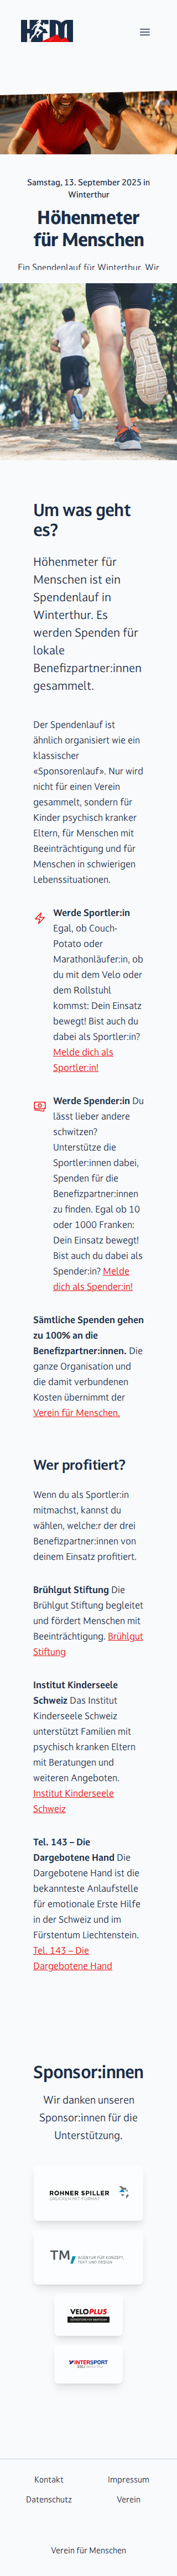 HFM
Samstag, 13. September 2025 in
Winterthur
Höhenmeter
für Menschen
Ein Spendenlauf für Winterthur. Wir
Um was geht
es?
Höhenmeter für
Menschen ist ein
Spendenlauf in
Winterthur. Es
werden Spenden für
lokale
Benefizpartner:innen
gesammelt.
Der Spendenlauf ist
ähnlich organisiert wie ein
klassischer
«Sponsorenlauf». Nur wird
nicht für einen Verein
gesammelt, sondern für
Kinder psychisch kranker
Eltern, für Menschen mit
Beeinträchtigung und für
Menschen in schwierigen
Lebenssituationen.
Werde Sportler:in
Egal, ob Couch-
Potato oder
Marathonläufer:in, ob
du mit dem Velo oder
dem Rollstuhl
kommst: Dein Einsatz
bewegt! Bist auch du
dabei als Sportler:in?
Melde dich als
Sportler:in!
Werde Spender:in Du
lässt lieber andere
schwitzen?
Unterstütze die
Sportler:innen dabei,
Spenden für die
Benefizpartner:innen
zu finden. Egal ob 10
oder 1000 Franken:
Dein Einsatz bewegt!
Bist auch du dabei als
Spender:in? Melde
dich als Spender:in!
Sämtliche Spenden gehen
zu 100% an die
Benefizpartner:innen. Die
ganze Organisation und
die damit verbundenen
Kosten übernimmt der
Verein für Menschen.
Wer profitiert?
Wenn du als Sportler:in
mitmachst, kannst du
wählen, welche:r der drei
Benefizpartner:innen von
deinem Einsatz profitiert.
Brühlgut Stiftung Die
Brühlgut Stiftung begleitet
und fördert Menschen mit
Beeinträchtigung. Brühlgut
Stiftung
Institut Kinderseele
Schweiz Das Institut
Kinderseele Schweiz
unterstützt Familien mit
psychisch kranken Eltern
mit Beratungen und
weiteren Angeboten.
Institut Kinderseele
Schweiz
Tel. 143 – Die
Dargebotene Hand Die
Dargebotene Hand ist die
bekannteste Anlaufstelle
für emotionale Erste Hilfe
in der Schweiz und im
Fürstentum Liechtenstein.
Tel. 143 – Die
Dargebotene Hand
Sponsor:innen
Wir danken unseren
Sponsor:innen für die
Unterstützung.
ROHNER SPILLER
DRUCKEN MIT FORMAT
TM
AGENTUR FÜR KONZEPT,
TEXT UND DESIGN
VELOPLUS
INTERSPORT
Kontakt Impressum
Datenschutz Verein
Verein für Menschen